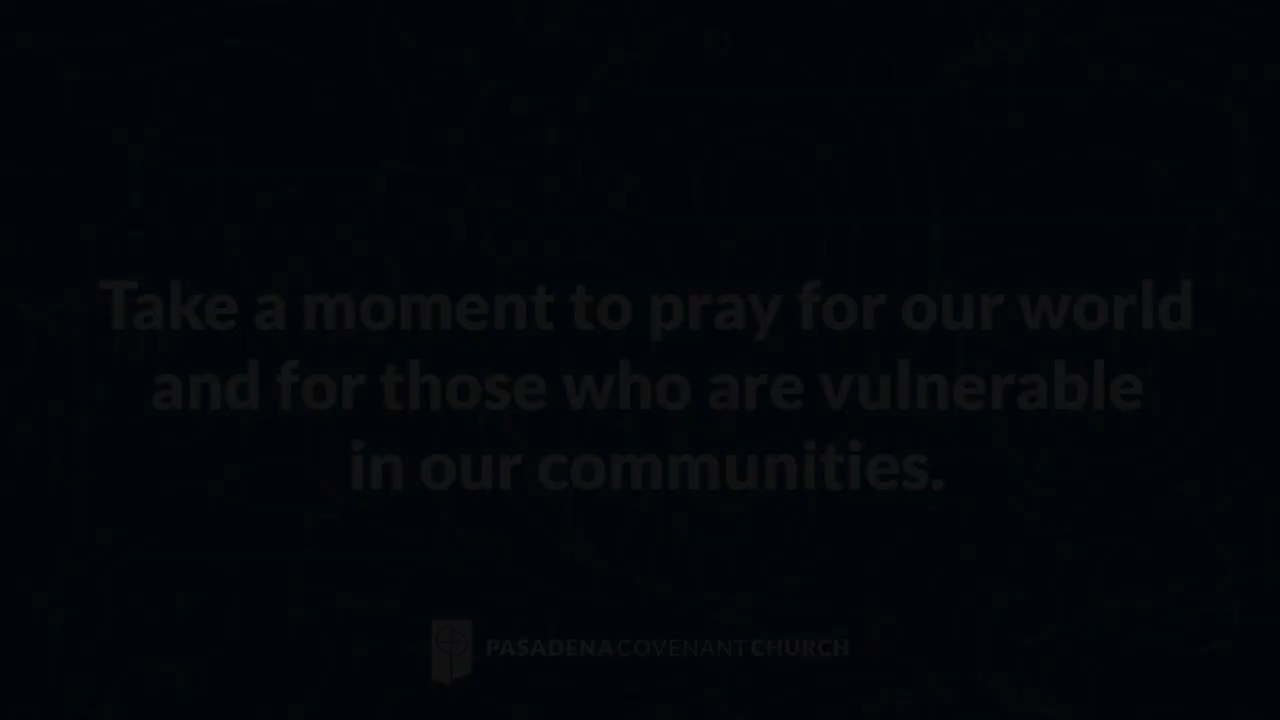 Take a moment to pray for our world
and for those who are vulnerable
in our communities.
PASADENA COVENANT CHURCH